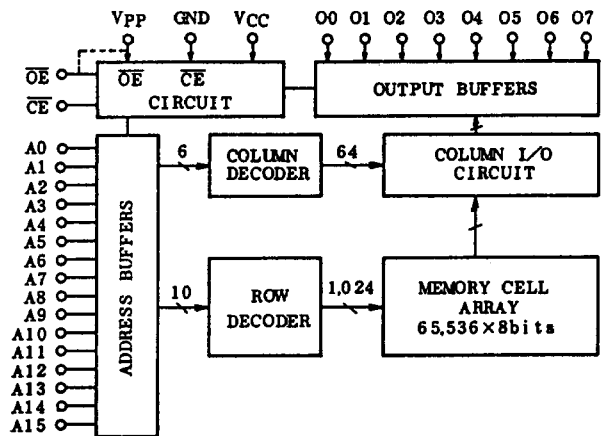 VPP GND VCC O0 O1 O2 O3 O4 O5 O6 O7
OE
CE
OE CE
CIRCUIT
OUTPUT BUFFERS
A0
A1
A2
A3
A4
A5
A6
A7
A8
A9
A10
A11
A12
A13
A14
A15
ADDRESS BUFFERS
6
COLUMN
DECODER
64
COLUMN I/O
CIRCUIT
10
ROW
DECODER
1,024
MEMORY CELL
ARRAY
65,536×8bits